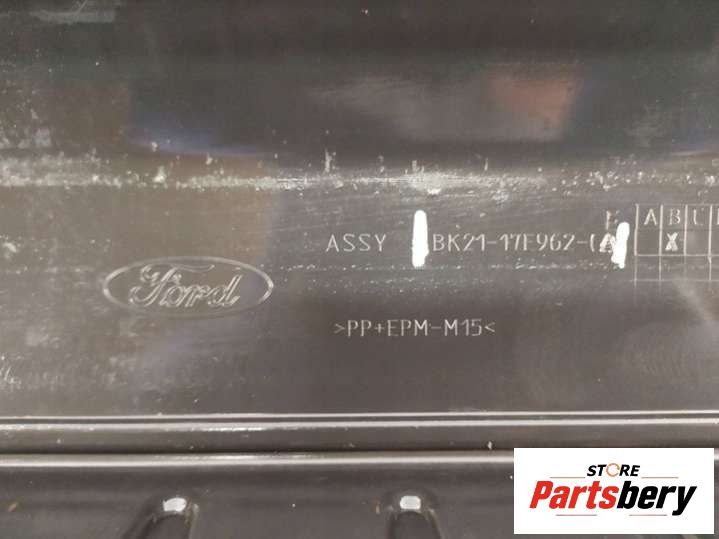 ASSY BK21-17F962-(A
A B
X
Ford
>PP+EPM-M15<
STORE
Partsbery